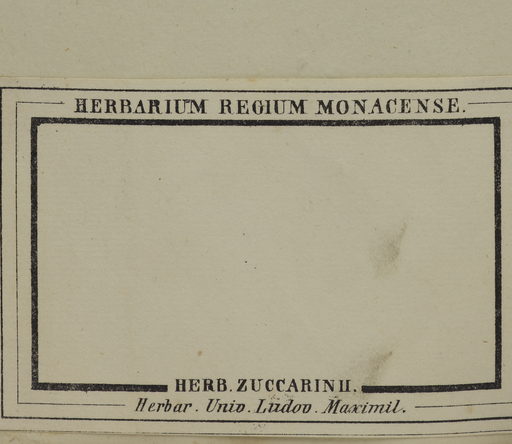 HERBARIUM REGIUM MONACENSE.
HERB. ZUCCARINII.
Herbar. Univ. Ludov. Maximil.